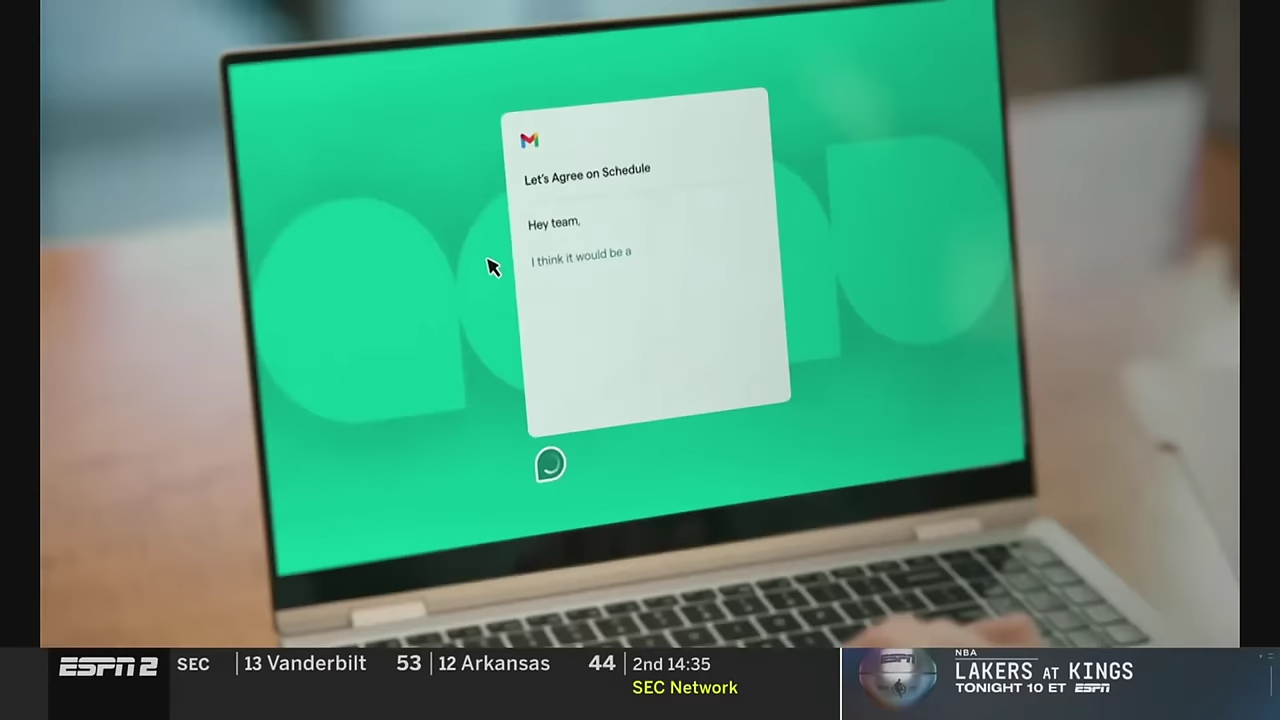 Let's Agree on Schedule
Hey team,
I think it would be a
ESPN2 SEC 13 Vanderbilt 53 12 Arkansas 44 2nd 14:35
SEC Network
NBA
LAKERS AT KINGS
TONIGHT 10 ET ESPN